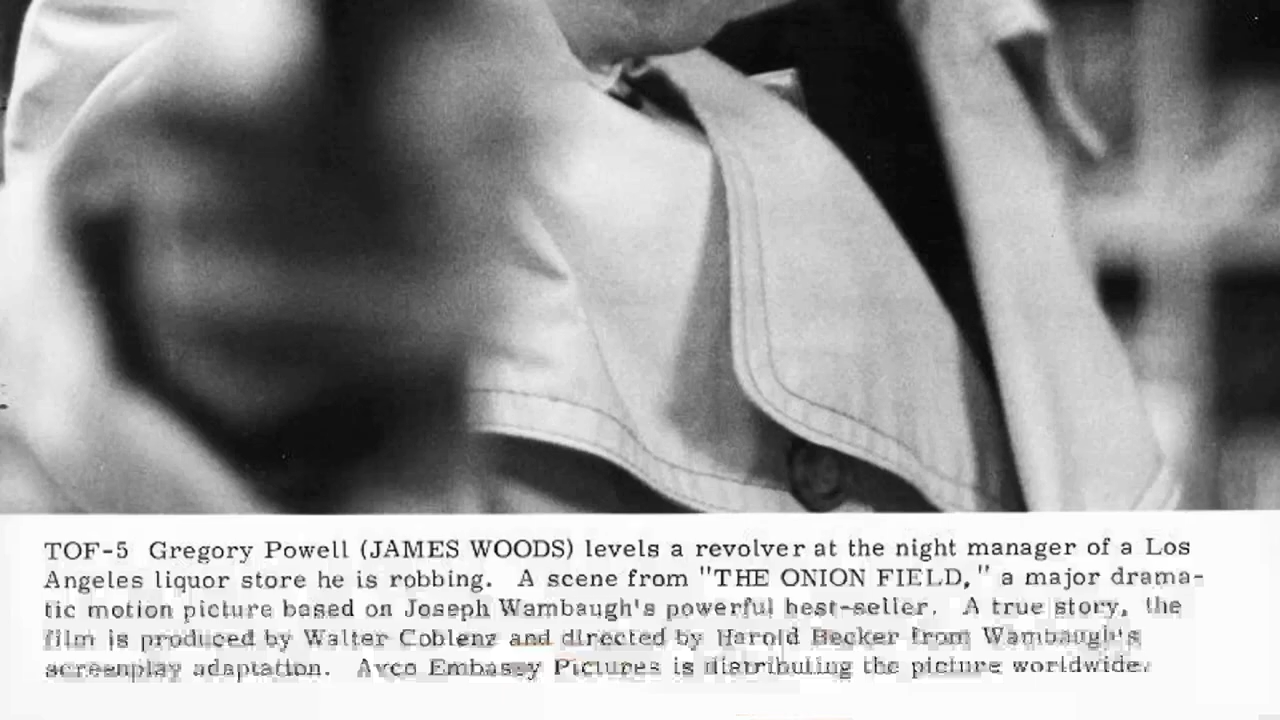 TOF-5 Gregory Powell (JAMES WOODS) levels a revolver at the night manager of a Los
Angeles liquor store he is robbing. A scene from "THE ONION FIELD," a major drama-
tic motion picture based on Joseph Wambaugh's powerful best-seller. A true story, the
film is produced by Walter Coblenz and directed by Harold Becker from Wambaugh's
screenplay adaptation. Avco Embassy Pictures is distributing the picture worldwide.